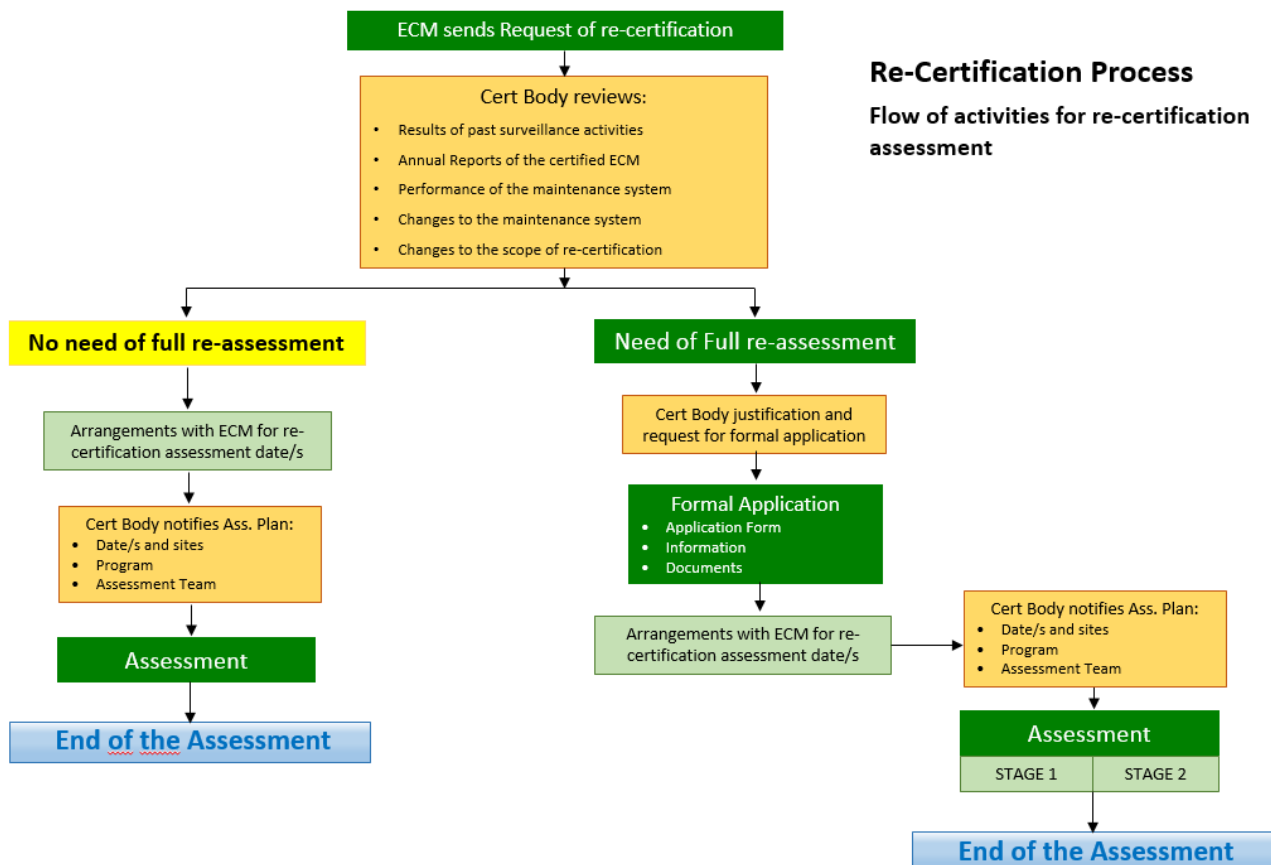 ECM sends Request of re-certification
Re-Certification Process
Flow of activities for re-certification
assessment
Cert Body reviews:
• Results of past surveillance activities
• Annual Reports of the certified ECM
• Performance of the maintenance system
• Changes to the maintenance system
• Changes to the scope of re-certification
No need of full re-assessment
Arrangements with ECM for re-
certification assessment date/s
Cert Body notifies Ass. Plan:
• Date/s and sites
• Program
• Assessment Team
Assessment
End of the Assessment
Need of Full re-assessment
Cert Body justification and
request for formal application
Formal Application
• Application Form
• Information
• Documents
Arrangements with ECM for re-
certification assessment date/s
Cert Body notifies Ass. Plan:
• Date/s and sites
• Program
• Assessment Team
Assessment
STAGE 1
STAGE 2
End of the Assessment